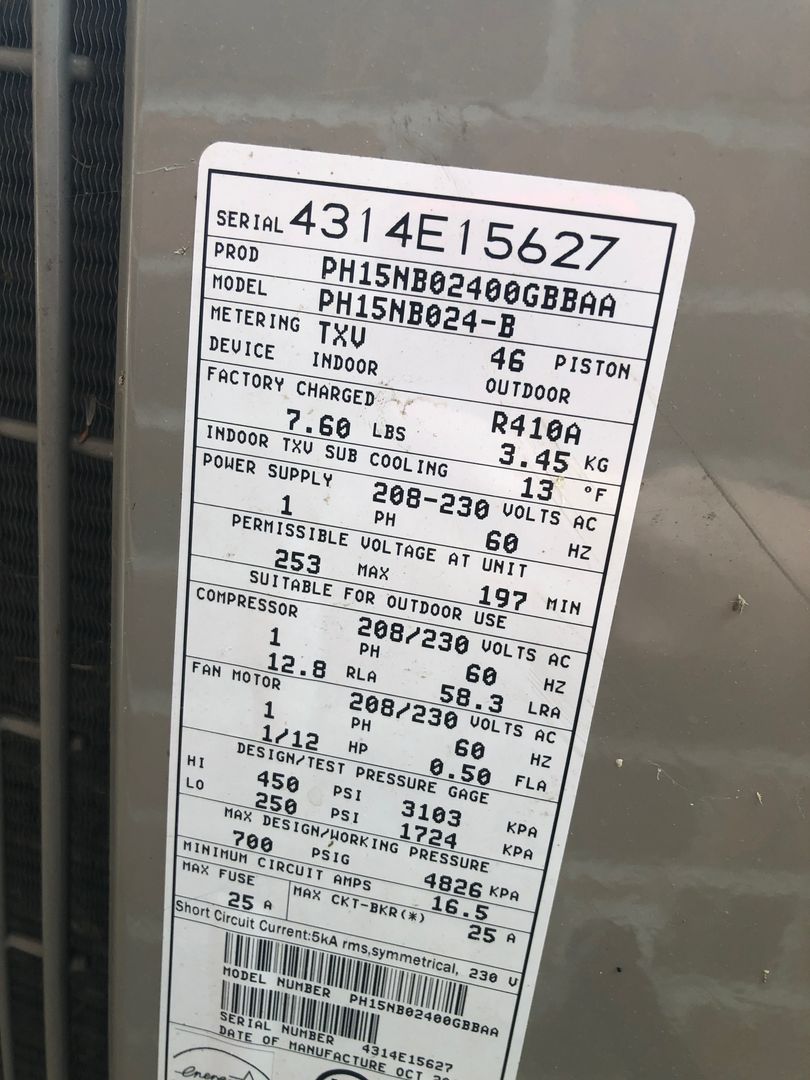 SERIAL 4314E15627
PROD PH15NB02400GBBAA
MODEL PH15NB024-B
METERING TXV 46 PISTON
DEVICE INDOOR OUTDOOR
FACTORY CHARGED R410A
7.60 LBS 3.45 KG
INDOOR TXV SUB COOLING 13 °F
POWER SUPPLY 208-230 VOLTS AC
1 PH 60 HZ
PERMISSIBLE VOLTAGE AT UNIT
253 MAX 197 MIN
SUITABLE FOR OUTDOOR USE
COMPRESSOR 208/230 VOLTS AC
1 PH 60 HZ
12.8 RLA 58.3 LRA
FAN MOTOR 208/230 VOLTS AC
1 PH 60 HZ
1/12 HP 0.50 FLA
DESIGN/TEST PRESSURE GAGE
HI 450 PSI 3103 KPA
LO 250 PSI 1724 KPA
MAX DESIGN/WORKING PRESSURE
700 PSIG 4826 KPA
MINIMUM CIRCUIT AMPS 16.5
MAX FUSE MAX CKT-BKR(*)
25 A 25 A
Short Circuit Current:5kA rms,symmetrical, 230 V
MODEL NUMBER PH15NB02400GBBAA
SERIAL NUMBER 4314E15627
DATE OF MANUFACTURE OCT